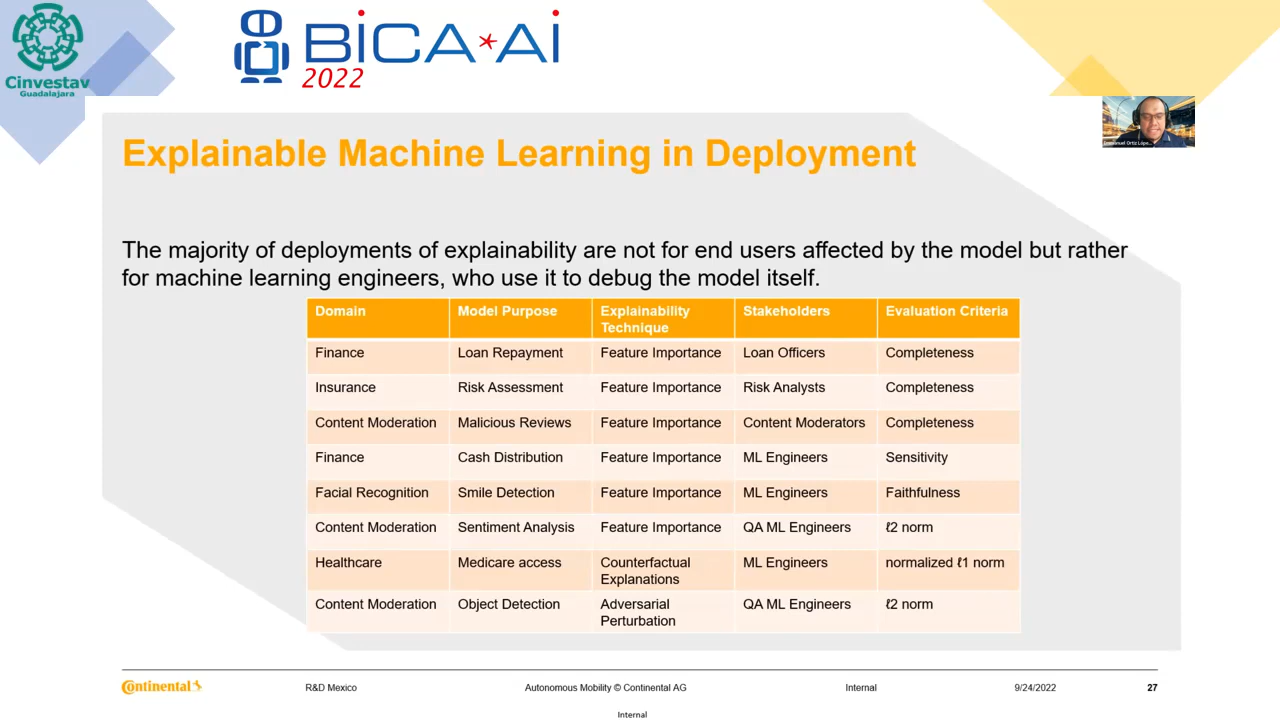 Cinvestav
Guadalajara
BiCA*Ai
2022
Explainable Machine Learning in Deployment
The majority of deployments of explainability are not for end users affected by the model but rather
for machine learning engineers, who use it to debug the model itself.
Domain Model Purpose Explainability Technique Stakeholders Evaluation Criteria
Finance Loan Repayment Feature Importance Loan Officers Completeness
Insurance Risk Assessment Feature Importance Risk Analysts Completeness
Content Moderation Malicious Reviews Feature Importance Content Moderators Completeness
Finance Cash Distribution Feature Importance ML Engineers Sensitivity
Facial Recognition Smile Detection Feature Importance ML Engineers Faithfulness
Content Moderation Sentiment Analysis Feature Importance QA ML Engineers ℓ2 norm
Healthcare Medicare access Counterfactual Explanations ML Engineers normalized ℓ1 norm
Content Moderation Object Detection Adversarial Perturbation QA ML Engineers ℓ2 norm
Continental R&D Mexico Autonomous Mobility © Continental AG Internal 9/24/2022 27
Internal